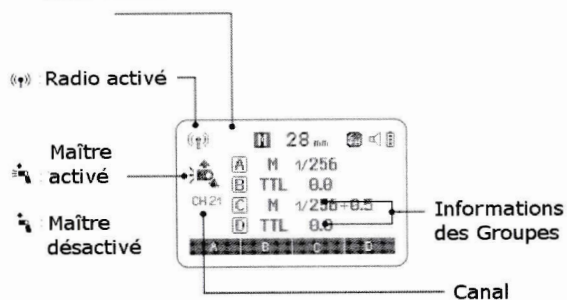 Radio activé
Maître
activé
Maître
désactivé
M 28 mm
A M 1/256
B TTL 0.0
CH 21
C M 1/256+0.5
D TTL 0.0
A B C D
Informations
des Groupes
Canal